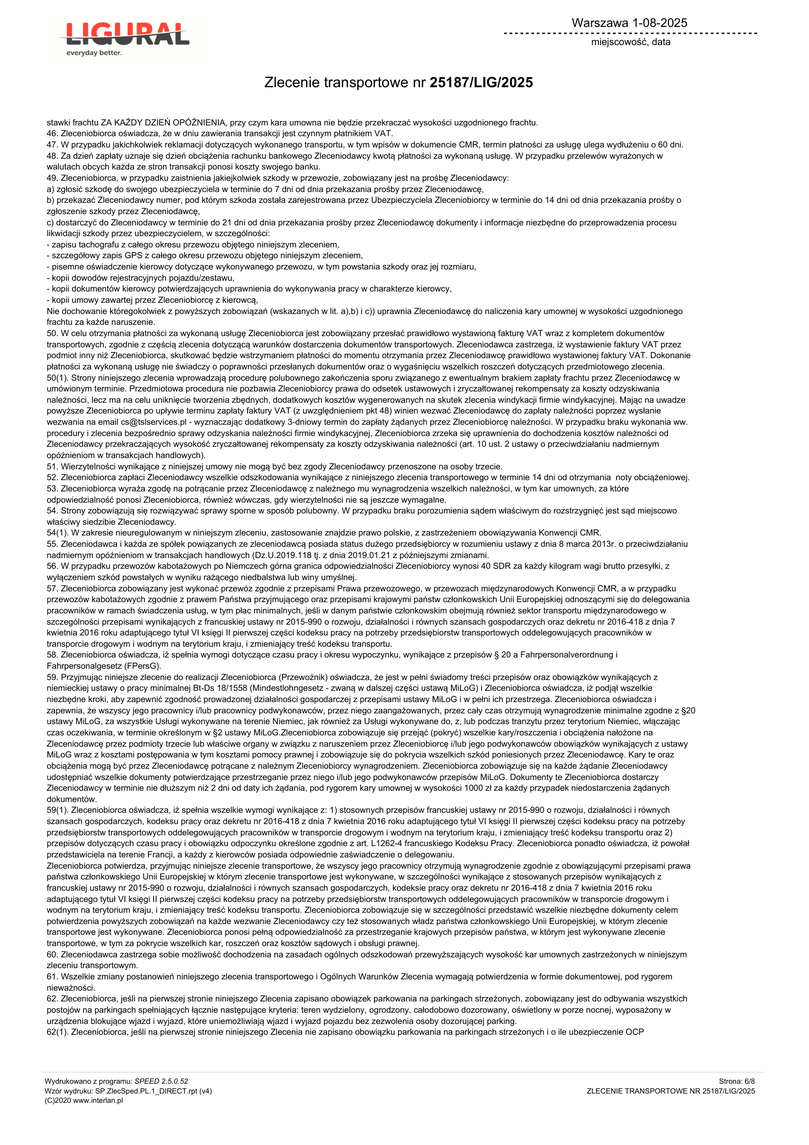 LIGURAL
everyday better.
Warszawa 1-08-2025
miejscowość, data
Zlecenie transportowe nr 25187/LIG/2025
stawki frachtu ZA KAŻDY DZIEŃ OPÓŹNIENIA, przy czym kara umowna nie będzie przekraczać wysokości uzgodnionego frachtu.
46. Zleceniobiorca oświadcza, że w dniu zawierania transakcji jest czynnym płatnikiem VAT.
47. W przypadku jakichkolwiek reklamacji dotyczących wykonanego transportu, w tym wpisów w dokumencie CMR, termin płatności za usługę ulega wydłużeniu o 60 dni.
48. Za dzień zapłaty uznaje się dzień obciążenia rachunku bankowego Zleceniodawcy kwotą płatności za wykonaną usługę. W przypadku przelewów wyrażonych w
walutach obcych każda ze stron transakcji ponosi koszty swojego banku.
49. Zleceniobiorca, w przypadku zaistnienia jakiejkolwiek szkody w przewozie, zobowiązany jest na prośbę Zleceniodawcy:
a) zgłosić szkodę do swojego ubezpieczyciela w terminie do 7 dni od dnia przekazania prośby przez Zleceniodawcę,
b) przekazać Zleceniodawcy numer, pod którym szkoda została zarejestrowana przez Ubezpieczyciela Zleceniobiorcy w terminie do 14 dni od dnia przekazania prośby o
zgłoszenie szkody przez Zleceniodawcę,
c) dostarczyć do Zleceniodawcy w terminie do 21 dni od dnia przekazania prośby przez Zleceniodawcę dokumenty i informacje niezbędne do przeprowadzenia procesu
likwidacji szkody przez ubezpieczycielem, w szczególności:
- zapisu tachografu z całego okresu przewozu objętego niniejszym zleceniem,
- szczegółowy zapis GPS z całego okresu przewozu objętego niniejszym zleceniem,
- pisemne oświadczenie kierowcy dotyczące wykonywanego przewozu, w tym powstania szkody oraz jej rozmiaru,
- kopii dowodów rejestracyjnych pojazdu/zestawu,
- kopii dokumentów kierowcy potwierdzających uprawnienia do wykonywania pracy w charakterze kierowcy,
- kopii umowy zawartej przez Zleceniobiorcę z kierowcą,
Nie dochowanie któregokolwiek z powyższych zobowiązań (wskazanych w lit. a),b) i c)) uprawnia Zleceniodawcę do naliczenia kary umownej w wysokości uzgodnionego
frachtu za każde naruszenie.
50. W celu otrzymania płatności za wykonaną usługę Zleceniobiorca jest zobowiązany przesłać prawidłowo wystawioną fakturę VAT wraz z kompletem dokumentów
transportowych, zgodnie z częścią zlecenia dotyczącą warunków dostarczenia dokumentów transportowych. Zleceniodawca zastrzega, iż wystawienie faktury VAT przez
podmiot inny niż Zleceniobiorca, skutkować będzie wstrzymaniem płatności do momentu otrzymania przez Zleceniodawcę prawidłowo wystawionej faktury VAT. Dokonanie
płatności za wykonaną usługę nie świadczy o poprawności przesłanych dokumentów oraz o wygaśnięciu wszelkich roszczeń dotyczących przedmiotowego zlecenia.
50(1). Strony niniejszego zlecenia wprowadzają procedurę polubownego zakończenia sporu związanego z ewentualnym brakiem zapłaty frachtu przez Zleceniodawcę w
umówionym terminie. Przedmiotowa procedura nie pozbawia Zleceniobiorcy prawa do odsetek ustawowych i zryczałtowanej rekompensaty za koszty odzyskiwania
należności, lecz ma na celu uniknięcie tworzenia zbędnych, dodatkowych kosztów wygenerowanych na skutek zlecenia windykacji firmie windykacyjnej. Mając na uwadze
powyższe Zleceniobiorca po upływie terminu zapłaty faktury VAT (z uwzględnieniem pkt 48) winien wezwać Zleceniodawcę do zapłaty należności poprzez wysłanie
wezwania na email cs@tslservices.pl - wyznaczając dodatkowy 3-dniowy termin do zapłaty żądanych przez Zleceniobiorcę należności. W przypadku braku wykonania ww.
procedury i zlecenia bezpośrednio sprawy odzyskania należności firmie windykacyjnej, Zleceniobiorca zrzeka się uprawnienia do dochodzenia kosztów należności od
Zleceniodawcy przekraczających wysokość zryczałtowanej rekompensaty za koszty odzyskiwania należności (art. 10 ust. 2 ustawy o przeciwdziałaniu nadmiernym
opóźnieniom w transakcjach handlowych).
51. Wierzytelności wynikające z niniejszej umowy nie mogą być bez zgody Zleceniodawcy przenoszone na osoby trzecie.
52. Zleceniobiorca zapłaci Zleceniodawcy wszelkie odszkodowania wynikające z niniejszego zlecenia transportowego w terminie 14 dni od otrzymania  noty obciążeniowej.
53. Zleceniobiorca wyraża zgodę na potrącanie przez Zleceniodawcę z należnego mu wynagrodzenia wszelkich należności, w tym kar umownych, za które
odpowiedzialność ponosi Zleceniobiorca, również wówczas, gdy wierzytelności nie są jeszcze wymagalne.
54. Strony zobowiązują się rozwiązywać sprawy sporne w sposób polubowny. W przypadku braku porozumienia sądem właściwym do rozstrzygnięć jest sąd miejscowo
właściwy siedzibie Zleceniodawcy.
54(1). W zakresie nieuregulowanym w niniejszym zleceniu, zastosowanie znajdzie prawo polskie, z zastrzeżeniem obowiązywania Konwencji CMR.
55. Zleceniodawca i każda ze spółek powiązanych ze zleceniodawcą posiada status dużego przedsiębiorcy w rozumieniu ustawy z dnia 8 marca 2013r. o przeciwdziałaniu
nadmiernym opóźnieniom w transakcjach handlowych (Dz.U.2019.118 tj. z dnia 2019.01.21 z późniejszymi zmianami.
56. W przypadku przewozów kabotażowych po Niemczech górna granica odpowiedzialności Zleceniobiorcy wynosi 40 SDR za każdy kilogram wagi brutto przesyłki, z
wyłączeniem szkód powstałych w wyniku rażącego niedbalstwa lub winy umyślnej.
57. Zleceniobiorca zobowiązany jest wykonać przewóz zgodnie z przepisami Prawa przewozowego, w przewozach międzynarodowych Konwencji CMR, a w przypadku
przewozów kabotażowych zgodnie z prawem Państwa przyjmującego oraz przepisami krajowymi państw członkowskich Unii Europejskiej odnoszącymi się do delegowania
pracowników w ramach świadczenia usług, w tym płac minimalnych, jeśli w danym państwie członkowskim obejmują również sektor transportu międzynarodowego w
szczególności przepisami wynikających z francuskiej ustawy nr 2015-990 o rozwoju, działalności i równych szansach gospodarczych oraz dekretu nr 2016-418 z dnia 7
kwietnia 2016 roku adaptującego tytuł VI księgi II pierwszej części kodeksu pracy na potrzeby przedsiębiorstw transportowych oddelegowujących pracowników w
transporcie drogowym i wodnym na terytorium kraju, i zmieniający treść kodeksu transportu.
58. Zleceniobiorca oświadcza, iż spełnia wymogi dotyczące czasu pracy i okresu wypoczynku, wynikające z przepisów § 20 a Fahrpersonalverordnung i
Fahrpersonalgesetz (FPersG).
59. Przyjmując niniejsze zlecenie do realizacji Zleceniobiorca (Przewoźnik) oświadcza, że jest w pełni świadomy treści przepisów oraz obowiązków wynikających z
niemieckiej ustawy o pracy minimalnej Bt-Ds 18/1558 (Mindestlohngesetz - zwaną w dalszej części ustawą MiLoG) i Zleceniobiorca oświadcza, iż podjął wszelkie
niezbędne kroki, aby zapewnić zgodność prowadzonej działalności gospodarczej z przepisami ustawy MiLoG i w pełni ich przestrzega. Zleceniobiorca oświadcza i
zapewnia, że wszyscy jego pracownicy i/lub podwykonawców, przez niego zaangażowanych, przez cały czas otrzymują wynagrodzenie minimalne zgodne z §20
ustawy MiLoG, za wszystkie Usługi wykonywane na terenie Niemiec, jak również za Usługi wykonywane do, z, lub podczas tranzytu przez terytorium Niemiec, włączając
czas oczekiwania, w terminie określonym w §2 ustawy MiLoG.Zleceniobiorca zobowiązuje się przejąć (pokryć) wszelkie kary/roszczenia i obciążenia nałożone na
Zleceniodawcę przez podmioty trzecie lub właściwe organy w związku z naruszeniem przez Zleceniobiorcę i/lub jego podwykonawców obowiązków wynikających z ustawy
MiLoG wraz z kosztami postępowania w tym kosztami pomocy prawnej i zobowiązuje się do pokrycia wszelkich szkód poniesionych przez Zleceniodawcę. Kary te oraz
obciążenia mogą być przez Zleceniodawcę potrącane z należnym Zleceniobiorcy wynagrodzeniem. Zleceniobiorca zobowiązuje się na każde żądanie Zleceniodawcy
udostępniać wszelkie dokumenty potwierdzające przestrzeganie przez niego i/lub jego podwykonawców przepisów MiLoG. Dokumenty te Zleceniobiorca dostarczy
Zleceniodawcy w terminie nie dłuższym niż 2 dni od daty ich żądania, pod rygorem kary umownej w wysokości 1000 zł za każdy przypadek niedostarczenia żądanych
dokumentów.
59(1). Zleceniobiorca oświadcza, iż spełnia wszelkie wymogi wynikające z: 1) stosownych przepisów francuskiej ustawy nr 2015-990 o rozwoju, działalności i równych
szansach gospodarczych, kodeksu pracy oraz dekretu nr 2016-418 z dnia 7 kwietnia 2016 roku adaptującego tytuł VI księgi II pierwszej części kodeksu pracy na potrzeby
przedsiębiorstw transportowych oddelegowujących pracowników w transporcie drogowym i wodnym na terytorium kraju, i zmieniający treść kodeksu transportu oraz 2)
przepisów dotyczących czasu pracy i obowiązku odpoczynku określone zgodnie z art. L1262-4 francuskiego Kodeksu Pracy. Zleceniobiorca ponadto oświadcza, iż powołał
przedstawiciela na terenie Francji, a każdy z kierowców posiada odpowiednie zaświadczenie o delegowaniu.
Zleceniobiorca potwierdza, przyjmując niniejsze zlecenie transportowe, że wszyscy jego pracownicy otrzymują wynagrodzenie zgodnie z obowiązującymi przepisami prawa
państwa członkowskiego Unii Europejskiej w którym zlecenie transportowe jest wykonywane, w szczególności wynikające z stosownych przepisów wynikających z
francuskiej ustawy nr 2015-990 o rozwoju, działalności i równych szansach gospodarczych, kodeksie pracy oraz dekretu nr 2016-418 z dnia 7 kwietnia 2016 roku
adaptującego tytuł VI księgi II pierwszej części kodeksu pracy na potrzeby przedsiębiorstw transportowych oddelegowujących pracowników w transporcie drogowym i
wodnym na terytorium kraju, i zmieniający treść kodeksu transportu. Zleceniobiorca zobowiązuje się w szczególności przedstawić wszelkie niezbędne dokumenty celem
potwierdzenia powyższych zobowiązań na każde wezwanie Zleceniodawcy czy też stosowanych władz państwa członkowskiego Unii Europejskiej, w którym zlecenie
transportowe jest wykonywane. Zleceniobiorca ponosi pełną odpowiedzialność za przestrzeganie krajowych przepisów państwa, w którym jest wykonywane zlecenie
transportowe, w tym za pokrycie wszelkich kar, roszczeń oraz kosztów sądowych i obsługi prawnej.
60. Zleceniodawca zastrzega sobie możliwość dochodzenia na zasadach ogólnych odszkodowań przewyższających wysokość kar umownych zastrzeżonych w niniejszym
zleceniu transportowym.
61. Wszelkie zmiany postanowień niniejszego zlecenia transportowego i Ogólnych Warunków Zlecenia wymagają potwierdzenia w formie dokumentowej, pod rygorem
nieważności.
62. Zleceniobiorca, jeśli na pierwszej stronie niniejszego Zlecenia zapisano obowiązek parkowania na parkingach strzeżonych, zobowiązany jest do odbywania wszystkich
postojów na parkingach spełniających łącznie następujące kryteria: teren wydzielony, ogrodzony, całodobowo dozorowany, oświetlony w porze nocnej, wyposażony w
urządzenia blokujące wjazd i wyjazd, które uniemożliwiają wjazd i wyjazd pojazdu bez zezwolenia osoby dozorującej parking.
62(1). Zleceniobiorca, jeśli na pierwszej stronie niniejszego Zlecenia nie zapisano obowiązku parkowania na parkingach strzeżonych i o ile ubezpieczenie OCP
Wydrukowano z programu: SPEED 2.5.0.52
Wzór wydruku: SP.ZlecSped.PL.1_DIRECT.rpt (v4)
(C)2020 www.interlan.pl
Strona: 6/8
ZLECENIE TRANSPORTOWE NR 25187/LIG/2025